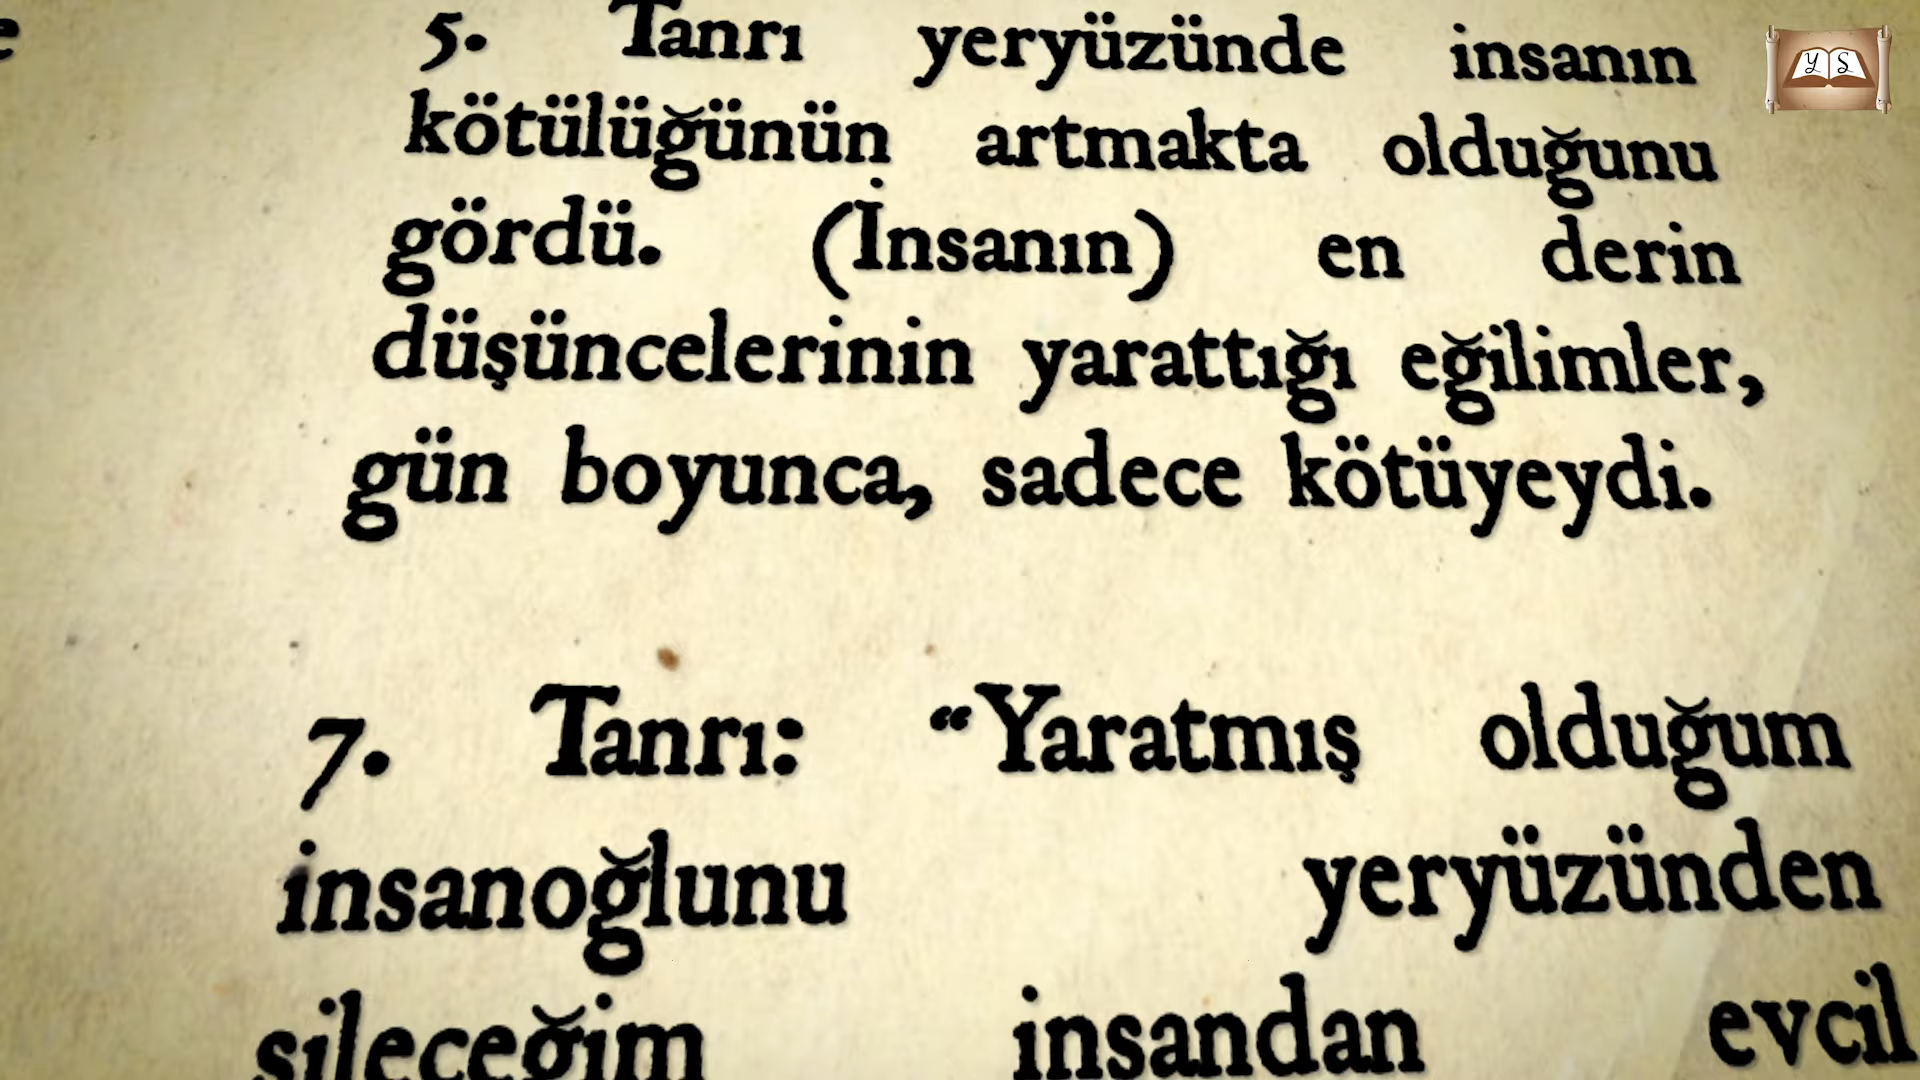 5. Tanrı yeryüzünde insanın
kötülüğünün artmakta olduğunu
gördü. (İnsanın) en derin
düşüncelerinin yarattığı eğilimler,
gün boyunca, sadece kötüyeydi.
7. Tanrı: “Yaratmış olduğum
insanoğlunu yeryüzünden
sileceğim insandan evcil
Y S